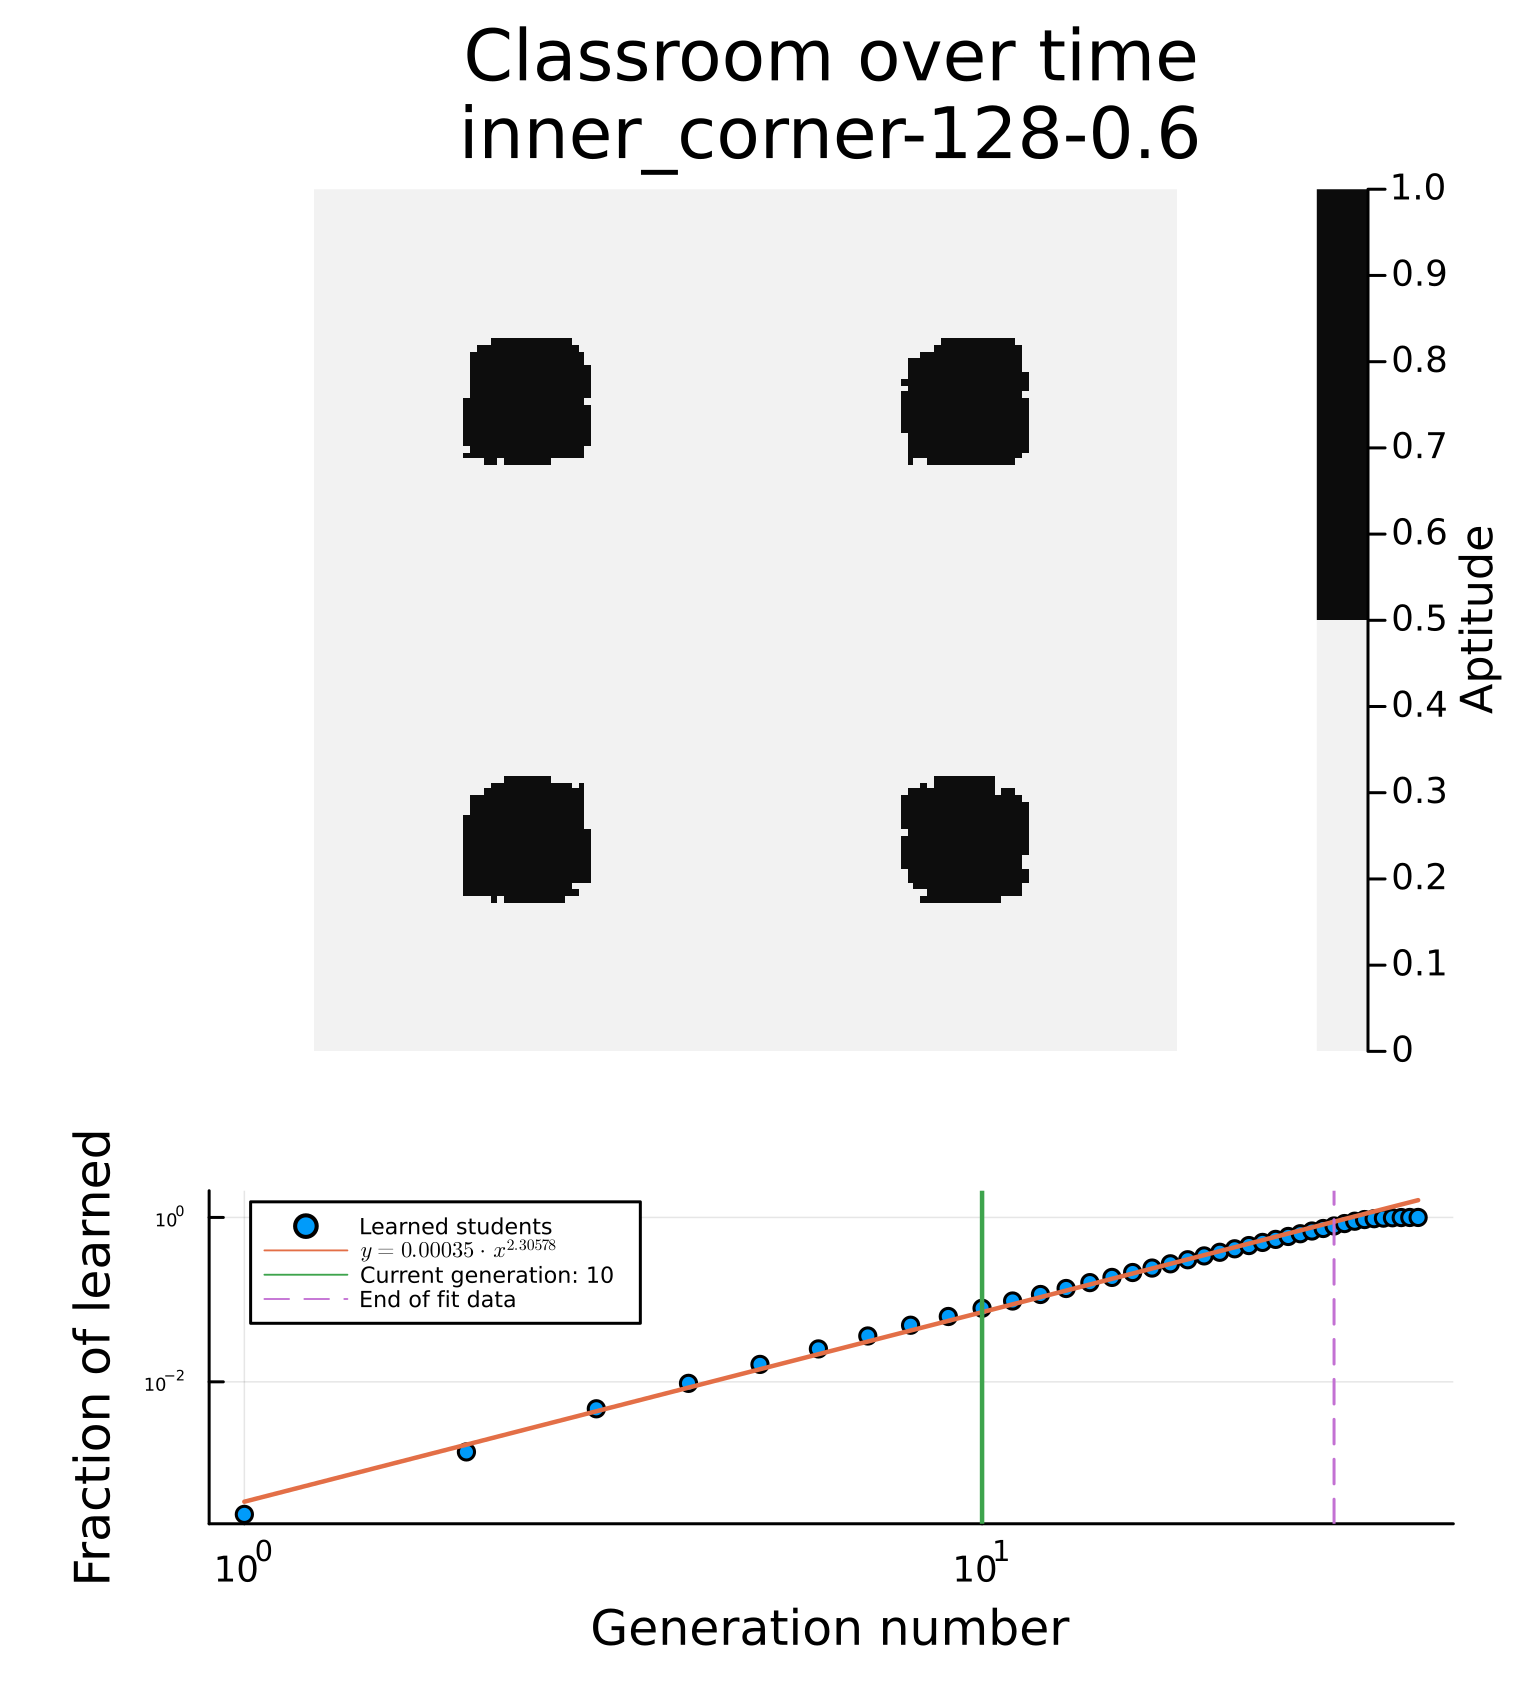 Classroom over time
inner_corner-128-0.6
1.0
0.9
0.8
0.7
0.6
0.5
0.4
0.3
0.2
0.1
0
Aptitude
Fraction of learned
10^0
10^-2
Learned students
y = 0.00035 · x^2.30578
Current generation: 10
End of fit data
10^0
10^1
Generation number